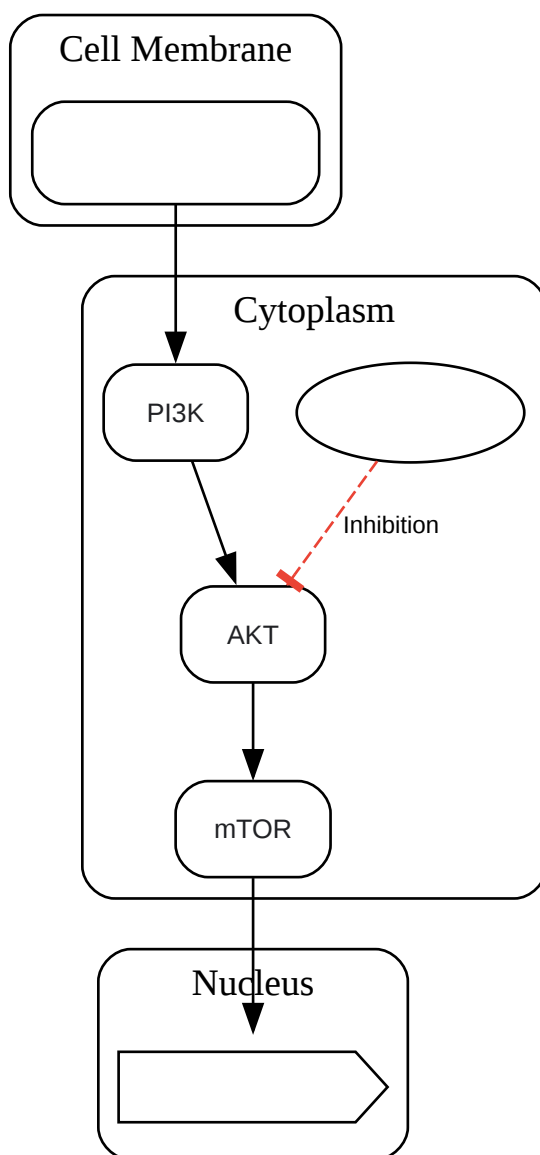 Cell Membrane
Cytoplasm
PI3K
Inhibition
AKT
mTOR
Nucleus